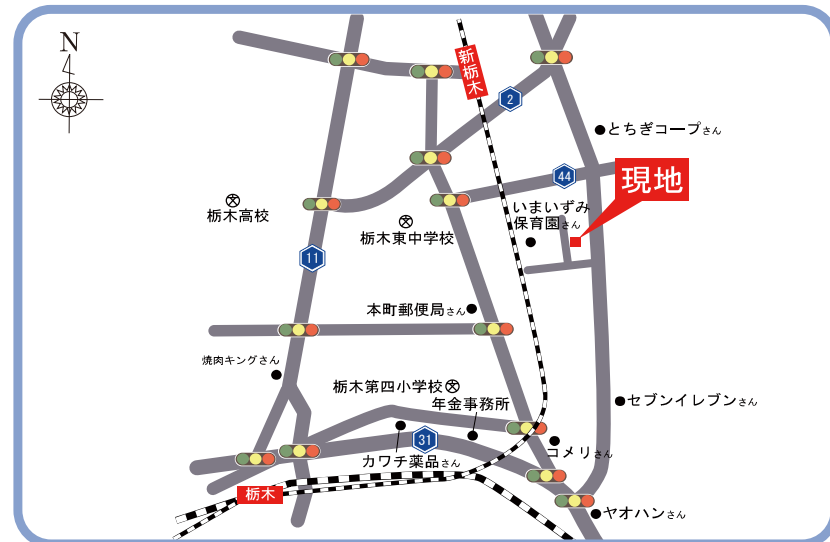 N
新栃木
2
とちぎコープさん
44
現地
栃木高校
いまいずみ
保育園さん
栃木東中学校
11
本町郵便局さん
焼肉キングさん
栃木第四小学校
年金事務所
セブンイレブンさん
31
コメリさん
カワチ薬品さん
栃木
ヤオハンさん